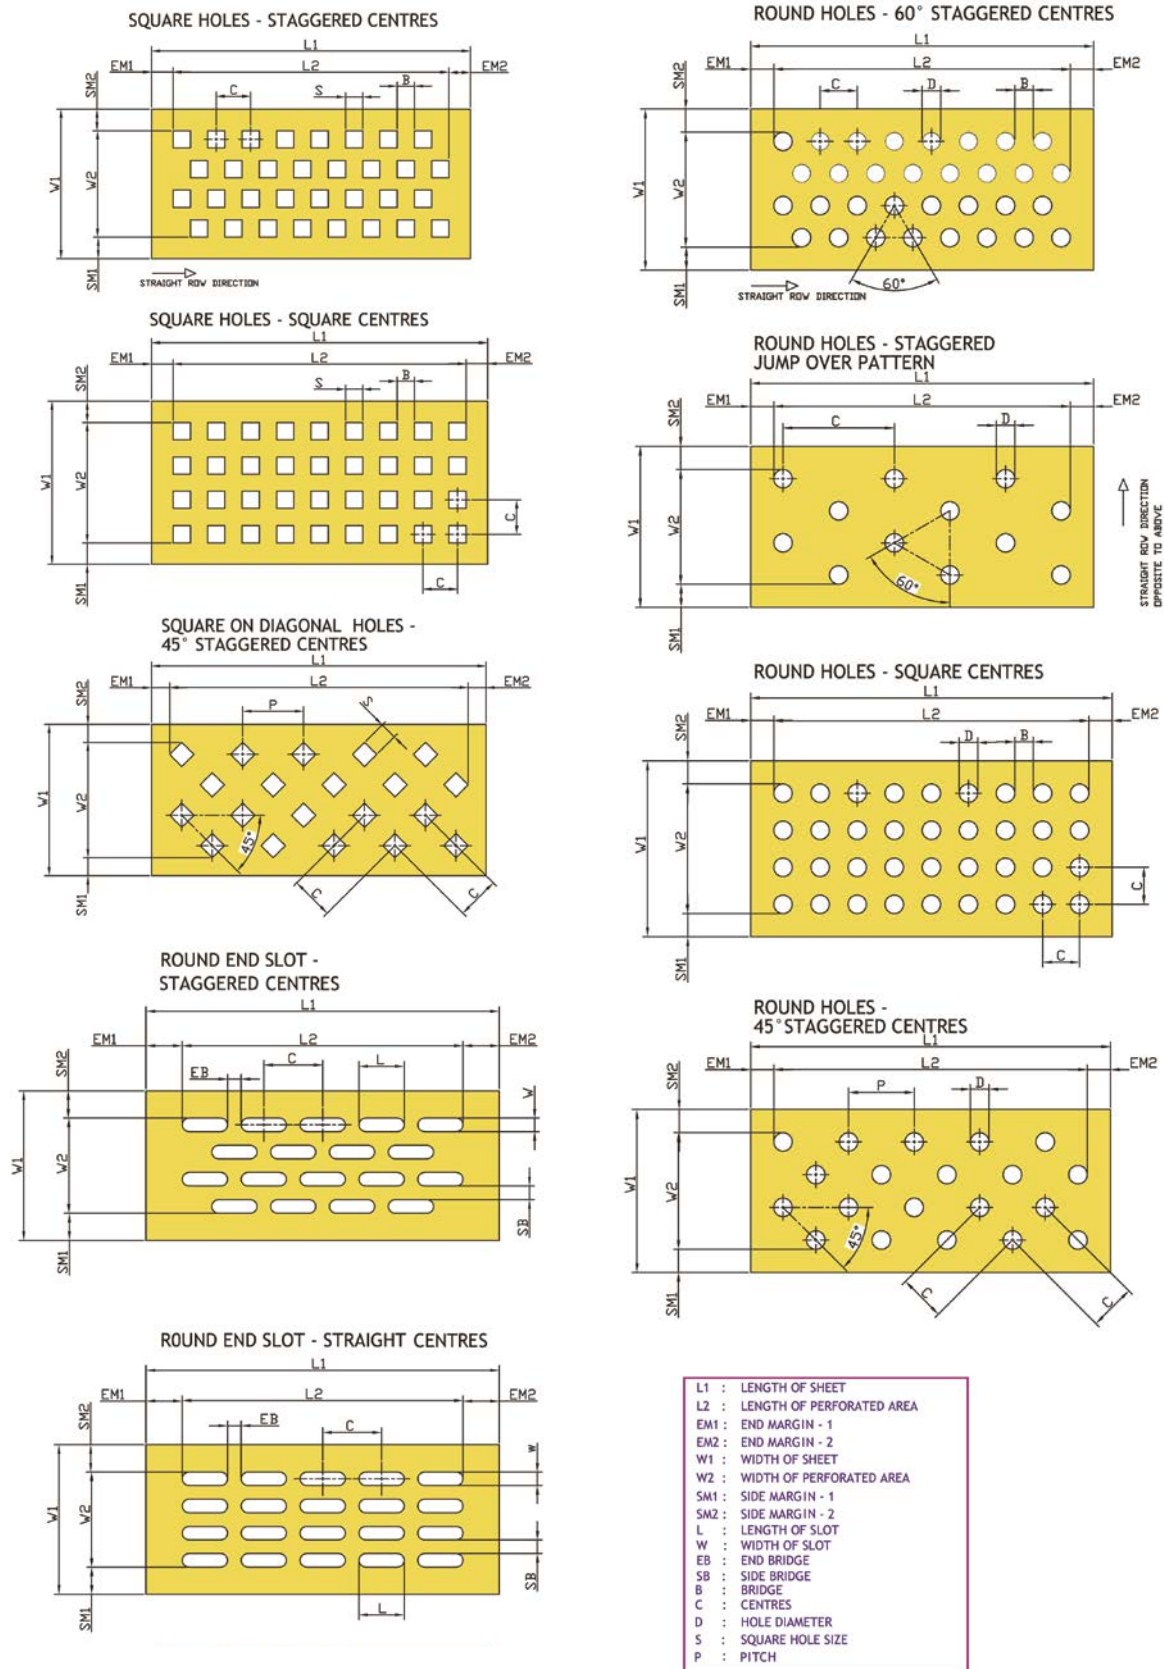 SQUARE HOLES - STAGGERED CENTRES
L1
EM1
L2
EM2
SM2
C
S
B
W1
W2
SM1
STRAIGHT ROW DIRECTION
SQUARE HOLES - SQUARE CENTRES
L1
EM1
L2
EM2
SM2
S
B
W1
W2
C
C
SM1
SQUARE ON DIAGONAL HOLES -
45° STAGGERED CENTRES
L1
EM1
L2
EM2
SM2
P
S
W1
W2
45°
C
C
SM1
ROUND END SLOT -
STAGGERED CENTRES
L1
EM1
L2
EM2
SM2
C
L
EB
W
W1
W2
SB
SM1
ROUND END SLOT - STRAIGHT CENTRES
L1
EM1
L2
EM2
SM2
EB
C
W
W1
W2
SB
SM1
L
ROUND HOLES - 60° STAGGERED CENTRES
L1
EM1
L2
EM2
SM2
C
D
B
W1
W2
60°
SM1
STRAIGHT ROW DIRECTION
ROUND HOLES - STAGGERED
JUMP OVER PATTERN
L1
EM1
L2
EM2
SM2
C
D
W1
W2
60°
SM1
STRAIGHT ROW DIRECTION
OPPOSITE TO ABOVE
ROUND HOLES - SQUARE CENTRES
L1
EM1
L2
EM2
SM2
D
B
W1
W2
C
C
SM1
ROUND HOLES -
45°STAGGERED CENTRES
L1
EM1
L2
EM2
SM2
P
D
W1
W2
45°
C
C
SM1
L1 : LENGTH OF SHEET
L2 : LENGTH OF PERFORATED AREA
EM1 : END MARGIN - 1
EM2 : END MARGIN - 2
W1 : WIDTH OF SHEET
W2 : WIDTH OF PERFORATED AREA
SM1 : SIDE MARGIN - 1
SM2 : SIDE MARGIN - 2
L : LENGTH OF SLOT
W : WIDTH OF SLOT
EB : END BRIDGE
SB : SIDE BRIDGE
B : BRIDGE
C : CENTRES
D : HOLE DIAMETER
S : SQUARE HOLE SIZE
P : PITCH